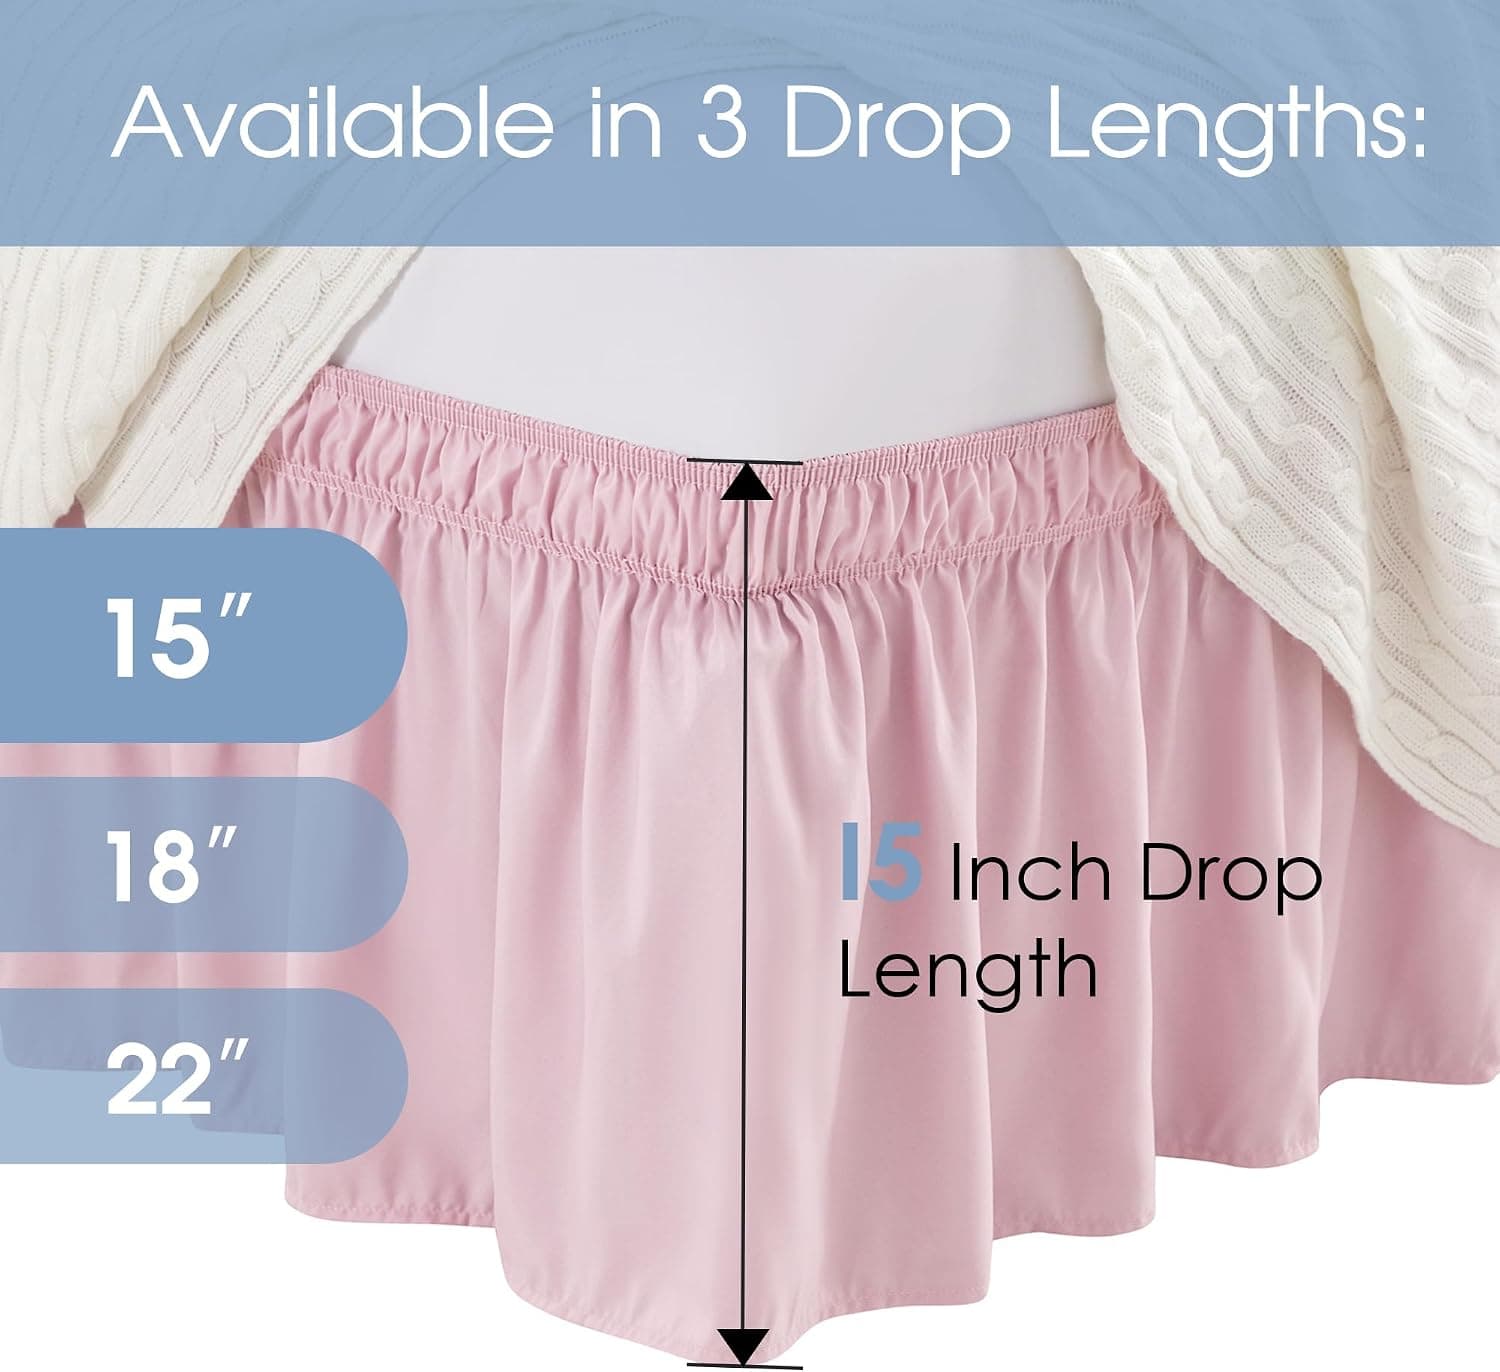 Available in 3 Drop Lengths:
15″
18″
22″
15 Inch Drop
Length